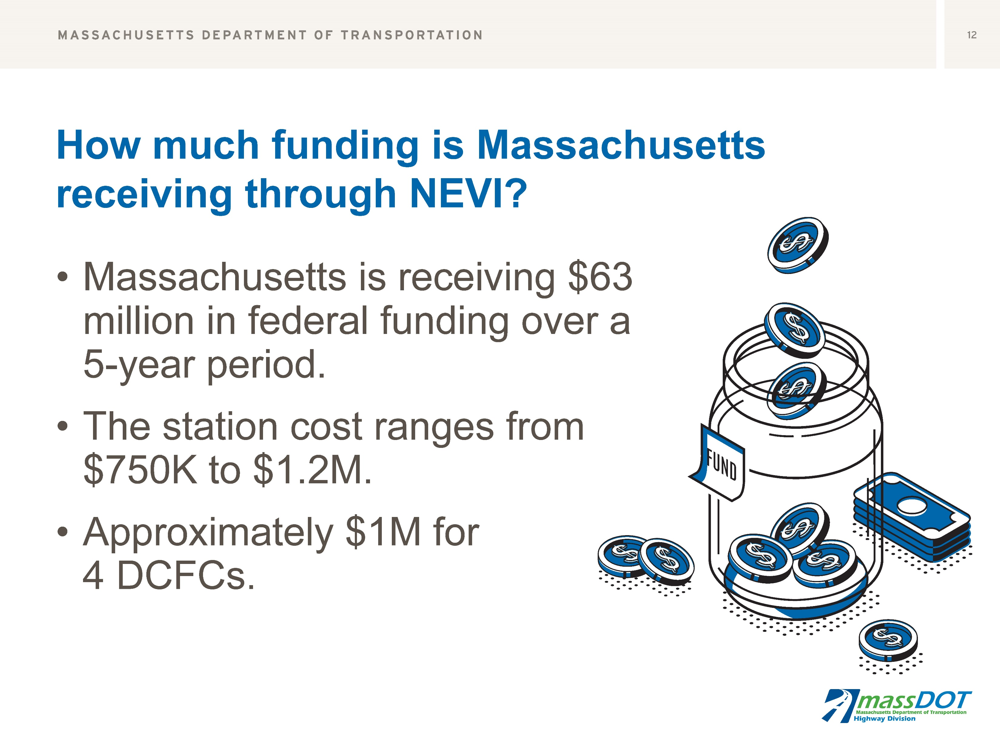 MASSACHUSETTS DEPARTMENT OF TRANSPORTATION
12
How much funding is Massachusetts
receiving through NEVI?
• Massachusetts is receiving $63
million in federal funding over a
5-year period.
• The station cost ranges from
$750K to $1.2M.
• Approximately $1M for
4 DCFCs.
FUND
massDOT
Massachusetts Department of Transportation
Highway Division